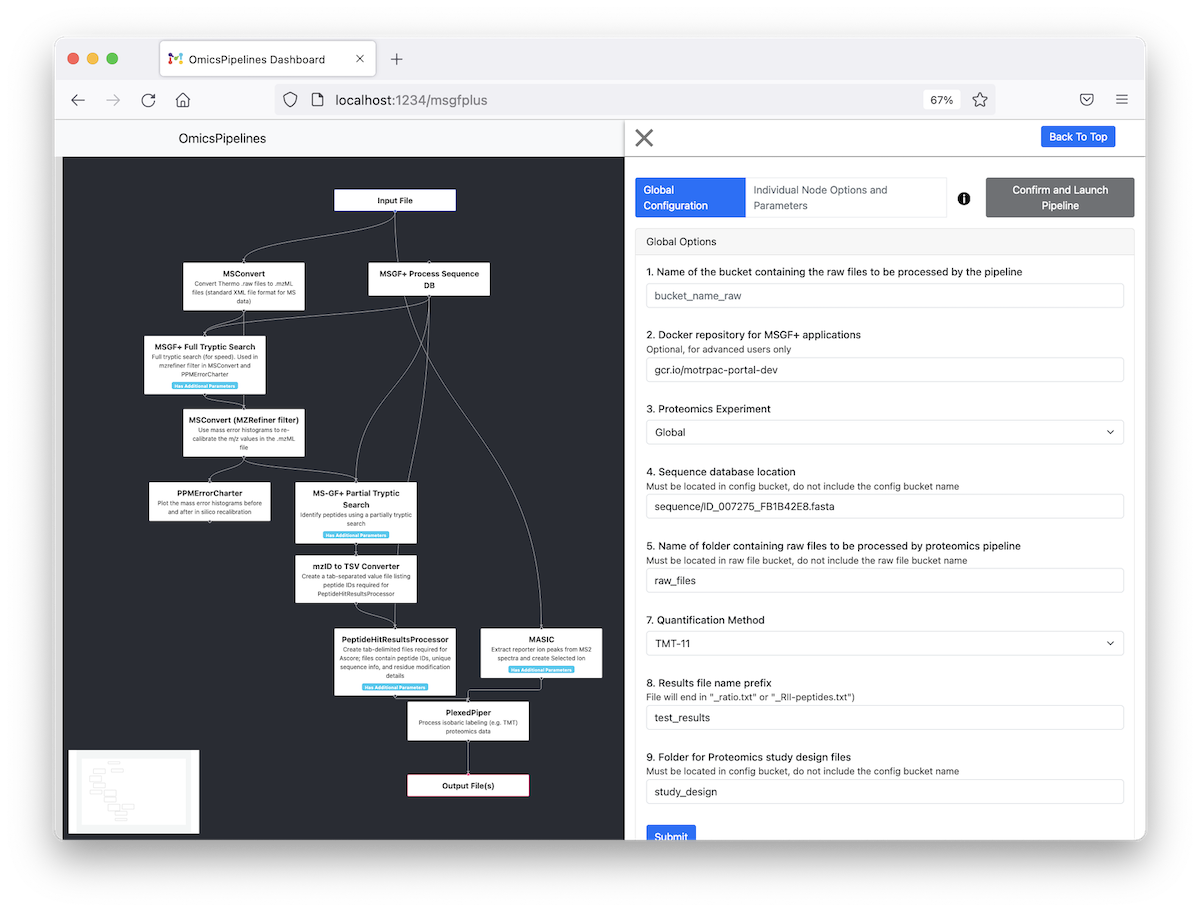 OmicsPipelines Dashboard
localhost:1234/msgfplus
67%
OmicsPipelines
Input File
MSConvert
Convert Thermo .raw files to .mzML
files (standard XML file format for MS
data)
MSGF+ Process Sequence
DB
MSGF+ Full Tryptic Search
Full tryptic search (for speed). Used in
mzrefiner filter in MSConvert and
PPMErrorCharter
Has Additional Parameters
MSConvert (MZRefiner filter)
Use mass error histograms to re-
calibrate the m/z values in the .mzML
file
PPMErrorCharter
Plot the mass error histograms before
and after in silico recalibration
MS-GF+ Partial Tryptic
Search
Identify peptides using a partially tryptic
search
Has Additional Parameters
mzID to TSV Converter
Create a tab-separated value file listing
peptide IDs required for
PeptideHitResultsProcessor
PeptideHitResultsProcessor
Create tab-delimited files required for
Ascore; files contain peptide IDs, unique
sequence info, and residue modification
details
Has Additional Parameters
MASIC
Extract reporter ion peaks from MS2
spectra and create Selected Ion
Has Additional Parameters
PlexedPiper
Process isobaric labeling (e.g. TMT)
proteomics data
Output File(s)
Back To Top
Global
Configuration
Individual Node Options and
Parameters
Confirm and Launch
Pipeline
Global Options
1. Name of the bucket containing the raw files to be processed by the pipeline
bucket_name_raw
2. Docker repository for MSGF+ applications
Optional, for advanced users only
gcr.io/motrpac-portal-dev
3. Proteomics Experiment
Global
4. Sequence database location
Must be located in config bucket, do not include the config bucket name
sequence/ID_007275_FB1B42E8.fasta
5. Name of folder containing raw files to be processed by proteomics pipeline
Must be located in raw file bucket, do not include the raw file bucket name
raw_files
7. Quantification Method
TMT-11
8. Results file name prefix
File will end in "_ratio.txt" or "_RII-peptides.txt")
test_results
9. Folder for Proteomics study design files
Must be located in config bucket, do not include the config bucket name
study_design
Submit